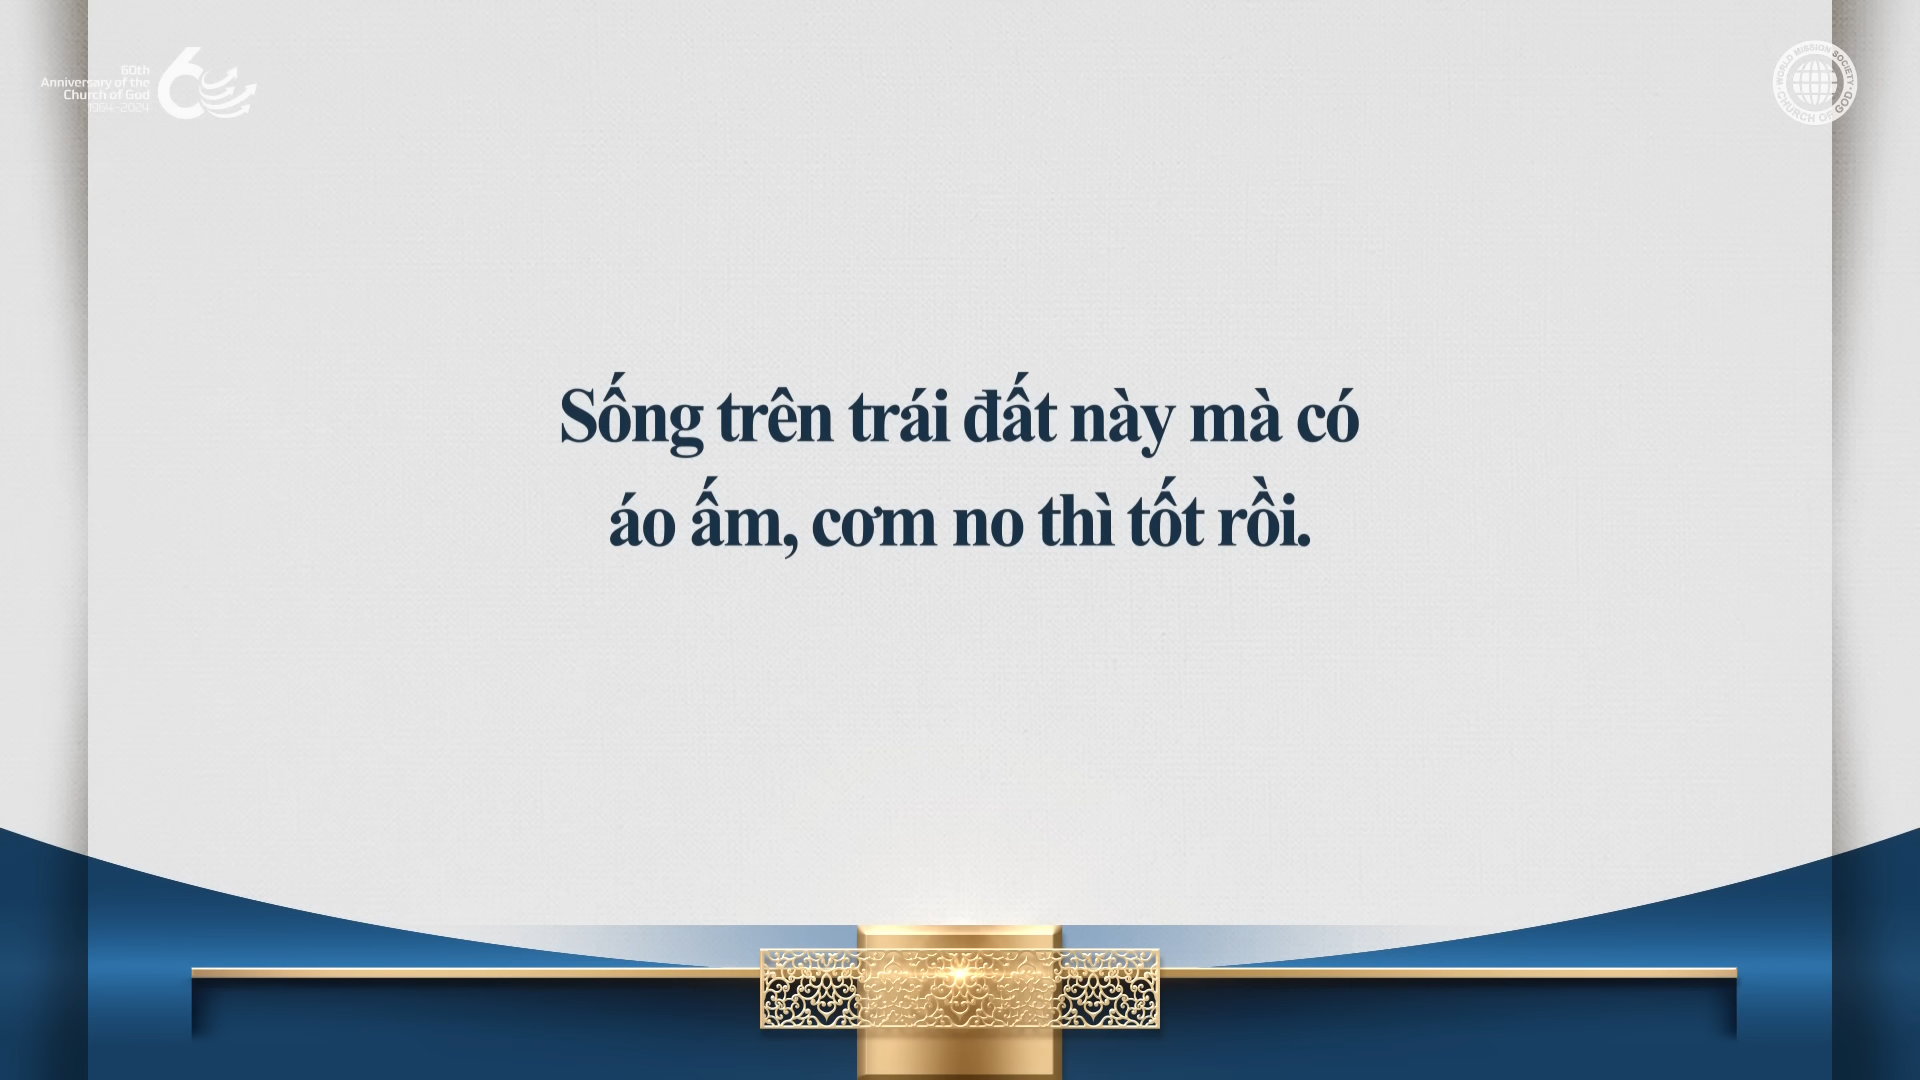 60th
Anniversary of the
Church of God
1964-2024
WORLD MISSION SOCIETY
CHURCH OF GOD
Sống trên trái đất này mà có
áo ấm, cơm no thì tốt rồi.